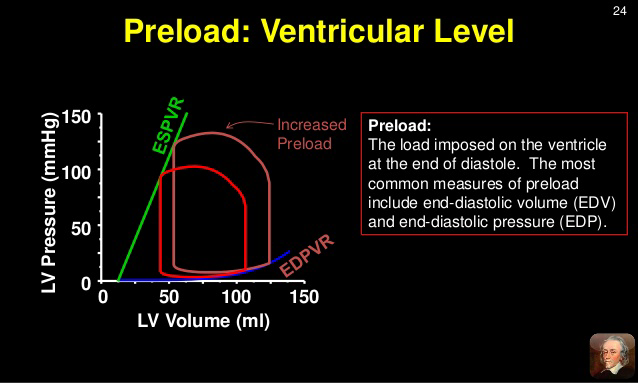 24
Preload: Ventricular Level
LV Pressure (mmHg)
150
100
50
0
ESPVR
Increased
Preload
EDPVR
0 50 100 150
LV Volume (ml)
Preload:
The load imposed on the ventricle
at the end of diastole. The most
common measures of preload
include end-diastolic volume (EDV)
and end-diastolic pressure (EDP).